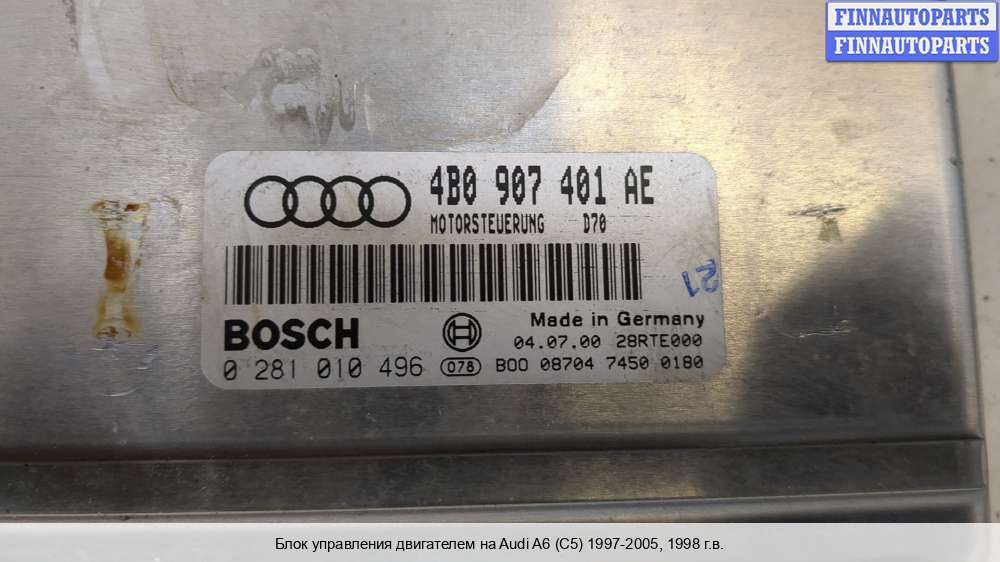 FINNAUTOPARTS
FINNAUTOPARTS
4B0 907 401 AE
MOTORSTEUERUNG D70
21
BOSCH
Made in Germany
04.07.00 28RTE000
0 281 010 496 078 B00 08704 7450 0180
Блок управления двигателем на Audi A6 (C5) 1997-2005, 1998 г.в.